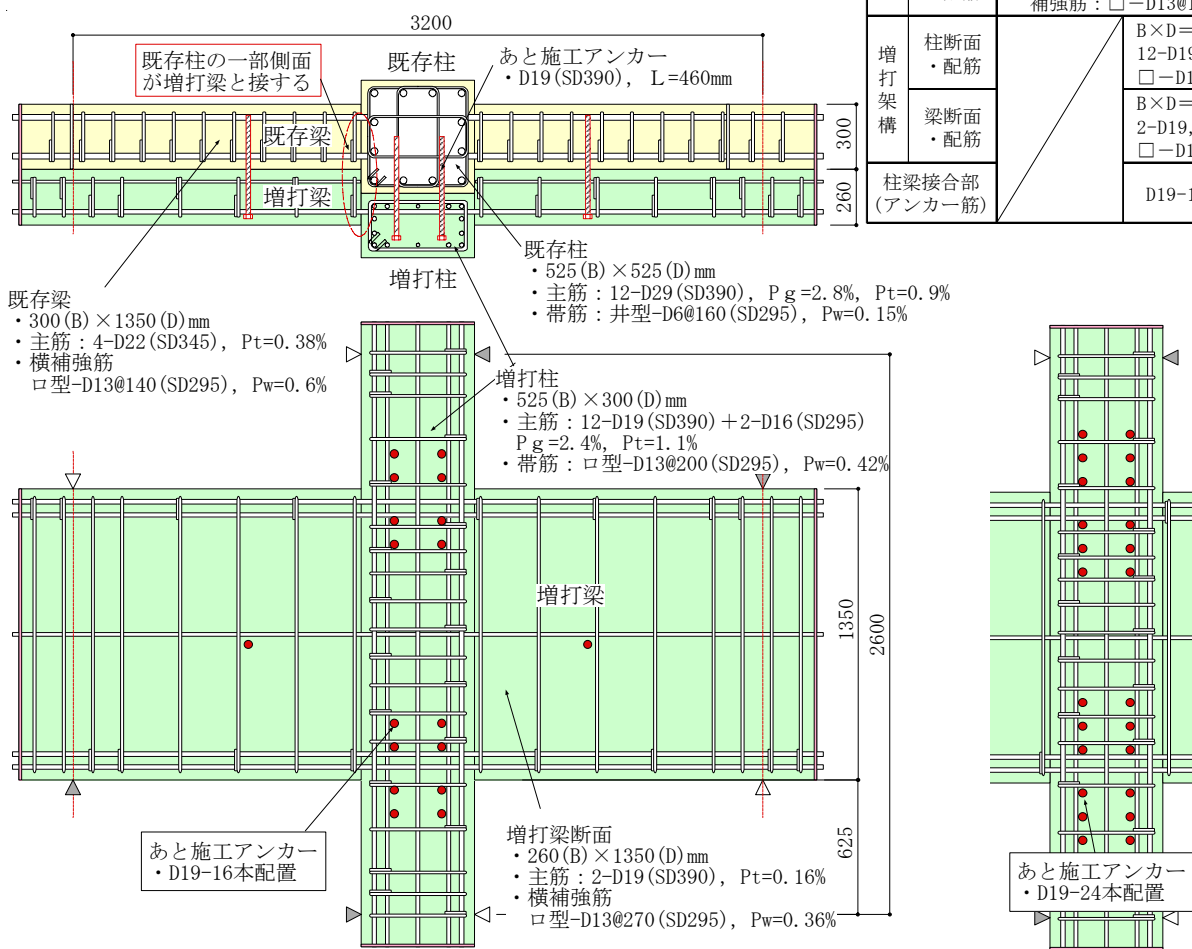 3200
既存柱の一部側面
が増打梁と接する
既存柱
あと施工アンカー
・D19(SD390), L=460mm
既存梁
増打梁
300
260
増打柱
既存柱
・525(B)×525(D)mm
・主筆：12-D29(SD390), Pg=2.8%, Pt=0.9%
・帯筋：井型-D6@160(SD295), Pw=0.15%
既存梁
・300(B)×1350(D)mm
・主筋：4-D22(SD345), Pt=0.38%
・横補強筋
ロ型-D13@140(SD295), Pw=0.6%
増打柱
・525(B)×300(D)mm
・主筋：12-D19(SD390)＋2-D16(SD295)
Pg=2.4%, Pt=1.1%
・帯筋：ロ型-D13@200(SD295), Pw=0.42%
増打梁
1350
2600
625
あと施工アンカー
・D19-16本配置
増打梁断面
・260(B)×1350(D)mm
・主筋：2-D19(SD390), Pt=0.16%
・横補強筋
ロ型-D13@270(SD295), Pw=0.36%
あと施工アンカー
・D19-24本配置
補強筋：□－D13@1
増打架構
柱断面
・配筋
B×D=
12-D19
□－D1
梁断面
・配筋
B×D=
2-D19,
□－D1
柱梁接合部
(アンカー筋)
D19-1